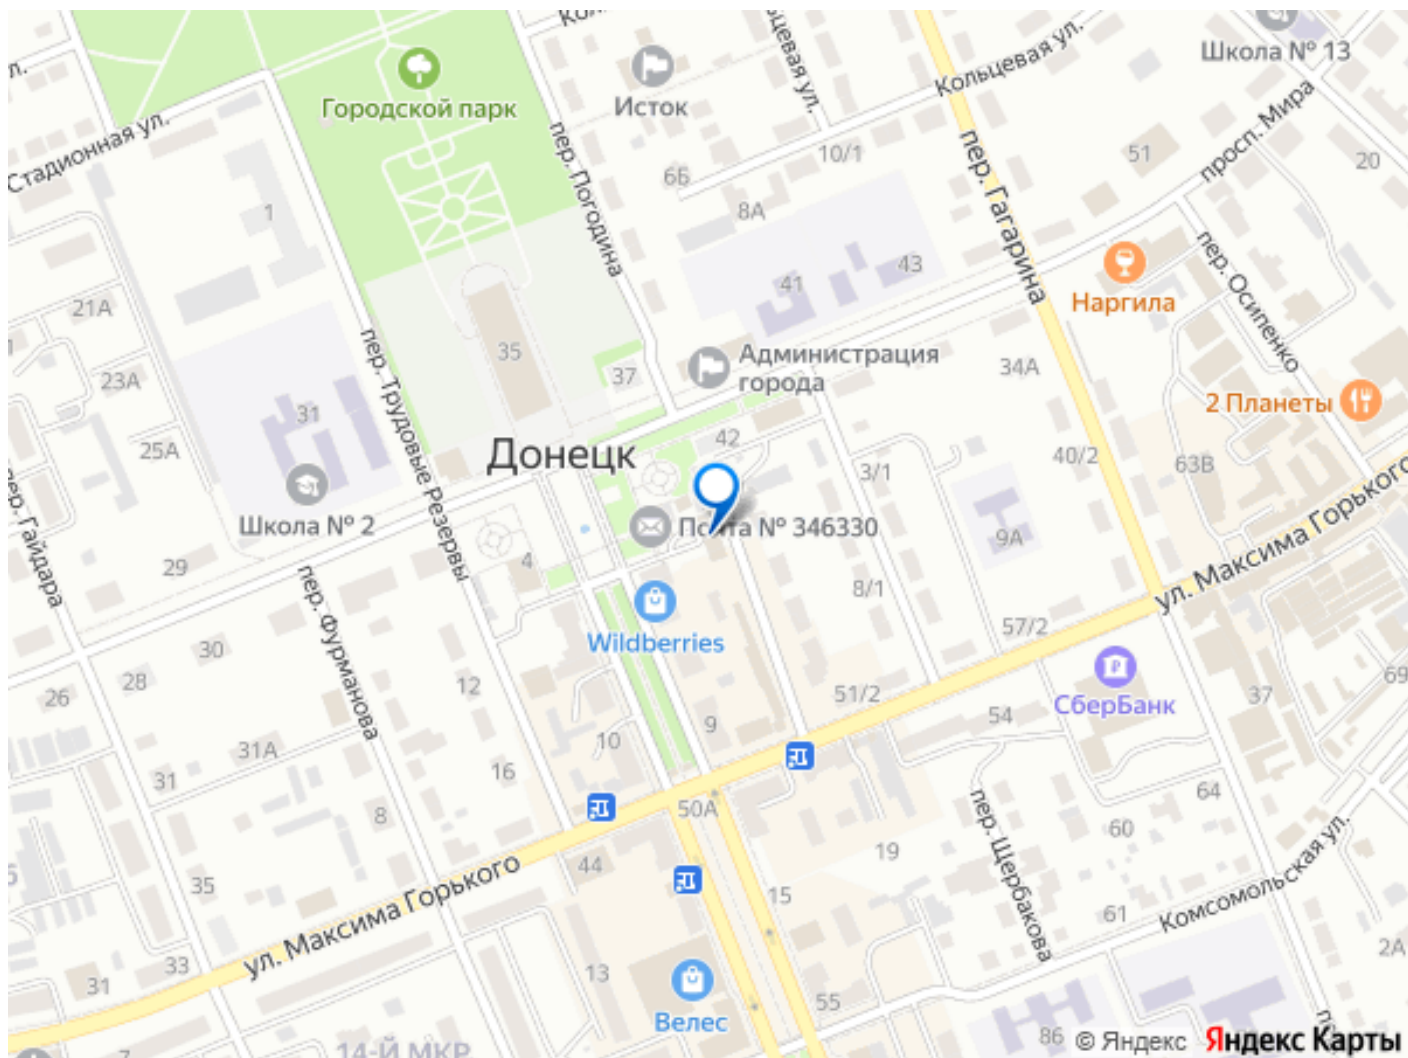 Школа № 13
Кольцевая ул.
Городской парк
Исток
Стадионная ул.
просп. Мира
51
20
10/1
66
8А
пер. Погодина
пер. Гагарина
1
43
41
пер. Осипенко
Наргила
21А
35
37
Администрация
города
34А
23А
2 Планеты
31
пер. Трудовые Резервы
25А
42
Донецк
3/1
40/2
63В
Школа № 2
Почта № 346330
9А
29
4
8/1
пер. Гайдара
пер. Фурманова
ул. Максима Горького
57/2
Wildberries
30
28
12
26
51/2
СберБанк
37
69
54
9
10
31А
31
16
8
50А
64
60
пер. Щербакова
Комсомольская ул.
44
19
35
15
61
ул. Максима Горького
33
31
13
2А
55
Велес
86
7
14-Й МКР
© Яндекс
Яндекс Карты